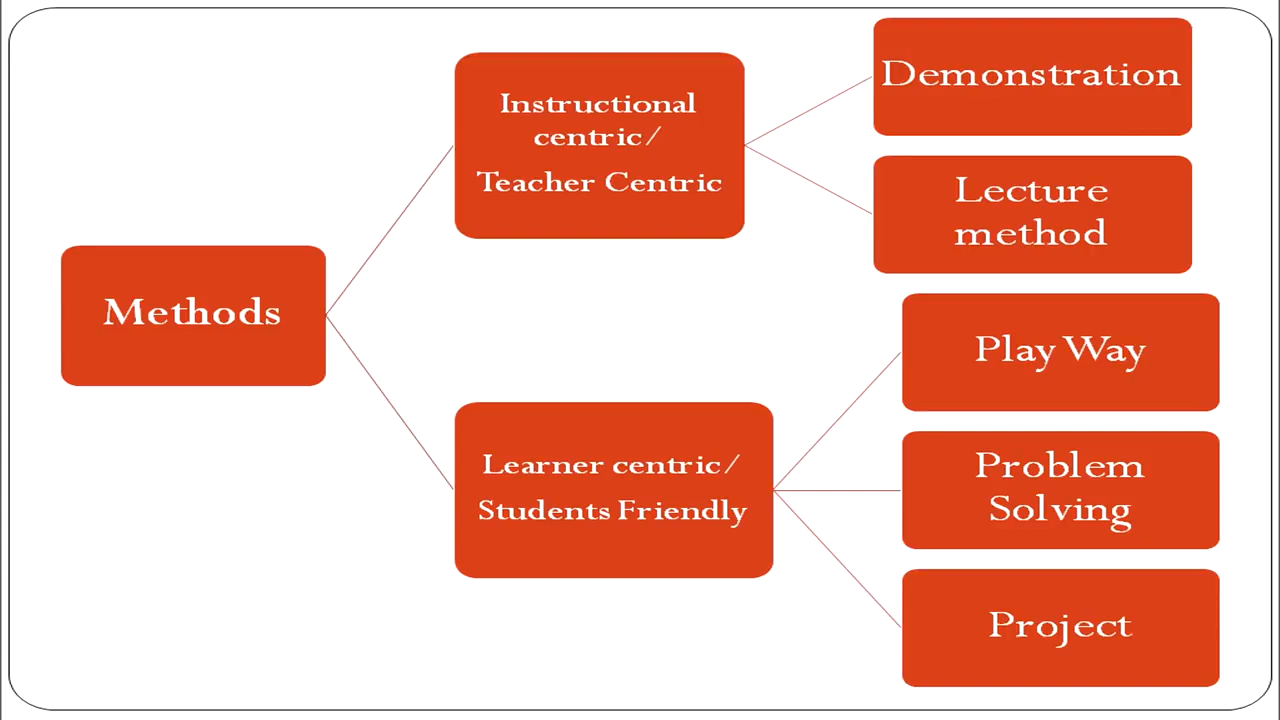 Methods
Instructional
centric /
Teacher Centric
Demonstration
Lecture
method
Learner centric /
Students Friendly
Play Way
Problem
Solving
Project